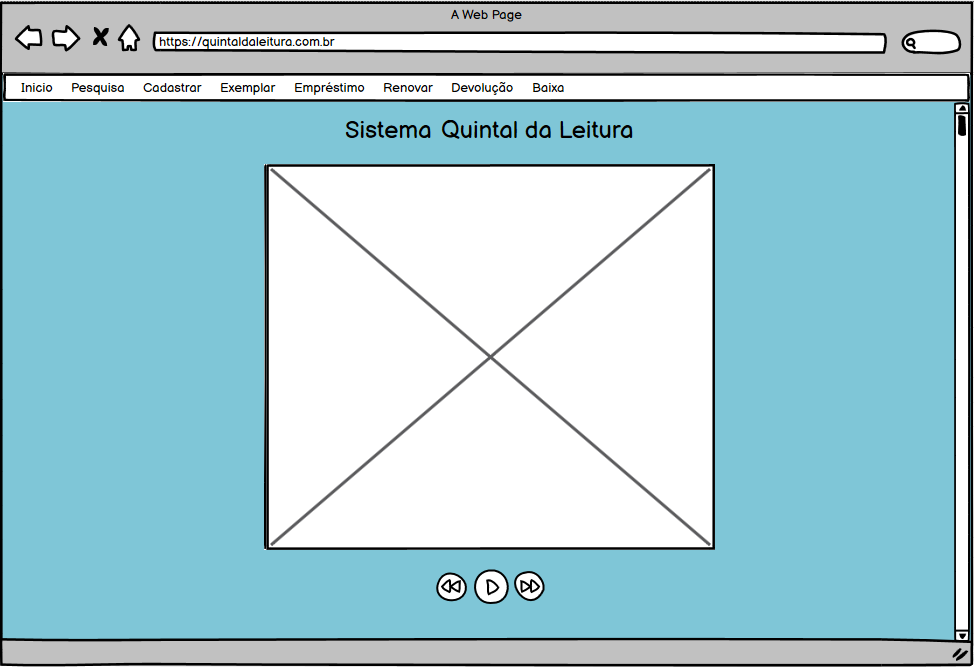 A Web Page
https://quintaldaleitura.com.br
Inicio Pesquisa Cadastrar Exemplar Empréstimo Renovar Devolução Baixa
Sistema Quintal da Leitura